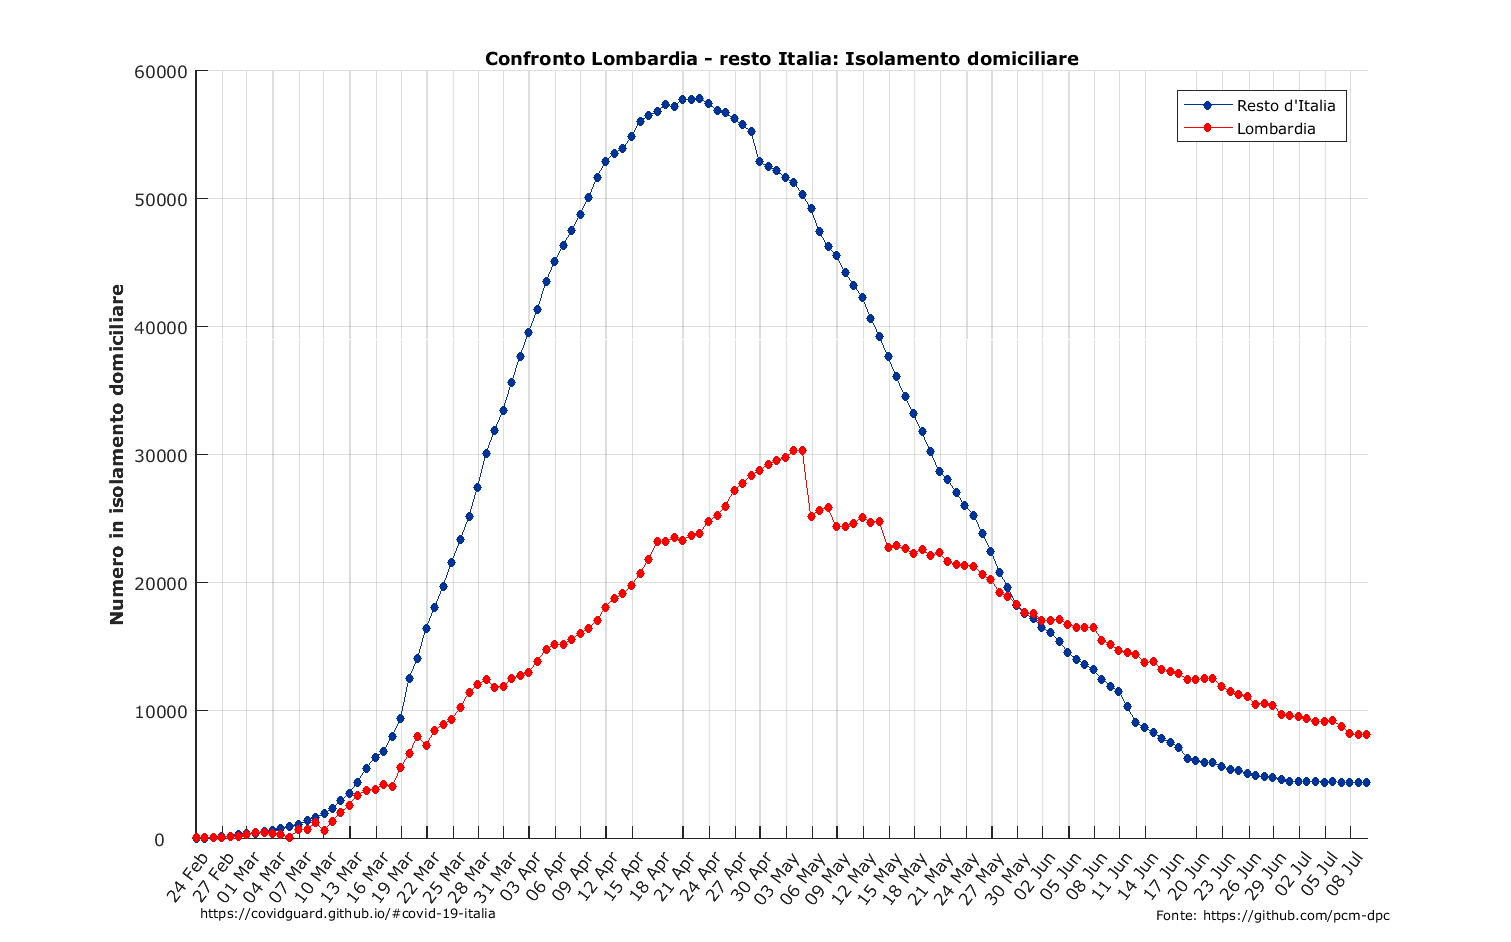 Confronto Lombardia - resto Italia: Isolamento domiciliare
Resto d'Italia
Lombardia
Numero in isolamento domiciliare
60000
50000
40000
30000
20000
10000
0
24 Feb
27 Feb
01 Mar
04 Mar
07 Mar
10 Mar
13 Mar
16 Mar
19 Mar
22 Mar
25 Mar
28 Mar
31 Mar
03 Apr
06 Apr
09 Apr
12 Apr
15 Apr
18 Apr
21 Apr
24 Apr
27 Apr
30 Apr
03 May
06 May
09 May
12 May
15 May
18 May
21 May
24 May
27 May
30 May
02 Jun
05 Jun
08 Jun
11 Jun
14 Jun
17 Jun
20 Jun
23 Jun
26 Jun
29 Jun
02 Jul
05 Jul
08 Jul
https://covidguard.github.io/#covid-19-italia
Fonte: https://github.com/pcm-dpc